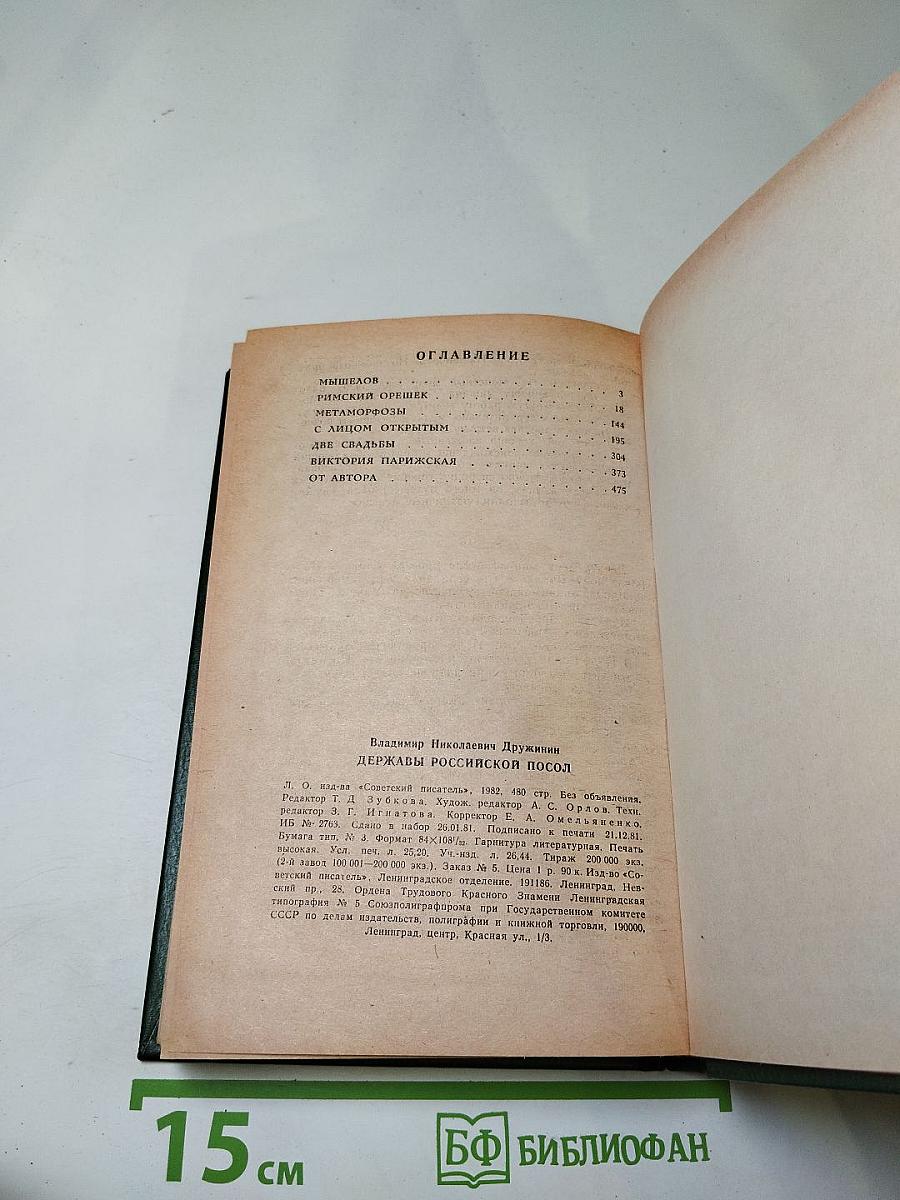 ОГЛАВЛЕНИЕ
МЫШЕЛОВ . . . . . . . . . . . . . . . . 3
РИМСКИЙ ОРЕШЕК . . . . . . . . . . . . 18
МЕТАМОРФОЗЫ . . . . . . . . . . . . . 144
С ЛИЦОМ ОТКРЫТЫМ . . . . . . . . . . 195
ДВЕ СВАДЬБЫ . . . . . . . . . . . . . 304
ВИКТОРИЯ ПАРИЖСКАЯ . . . . . . . . . 373
ОТ АВТОРА . . . . . . . . . . . . . . 475
Владимир Николаевич Дружинин
ДЕРЖАВЫ РОССИЙСКОЙ ПОСОЛ
Л. О. изд-ва «Советский писатель», 1982, 480 стр. Без объявления.
Редактор Т. Д. Зубкова. Худож. редактор А. С. Орлов. Техн.
редактор З. Г. Игнатова. Корректор Е. А. Омельяненко.
ИБ № 2763. Сдано в набор 26.01.81. Подписано к печати 21.12.81.
Бумага тип. № 3. Формат 84×108¹/₃₂. Гарнитура литературная. Печать
высокая. Усл. печ. л. 25,20. Уч.-изд. л. 26,44. Тираж 200 000 экз.
(2-й завод 100 001—200 000 экз.). Заказ № 5. Цена 1 р. 90 к. Изд-во «Со-
ветский писатель», Ленинградское отделение. 191186. Ленинград, Нев-
ский пр., 28. Ордена Трудового Красного Знамени Ленинградская
типография № 5 Союзполиграфпрома при Государственном комитете
СССР по делам издательств, полиграфии и книжной торговли, 190000,
Ленинград, центр, Красная ул., 1/3.
15 см
БФ БИБЛИОФАН